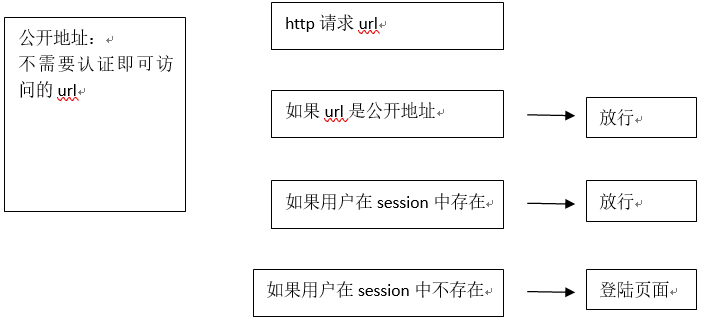 公开地址：
不需要认证即可访
问的 url
http 请求 url
如果 url 是公开地址
放行
如果用户在 session 中存在
放行
如果用户在 session 中不存在
登陆页面